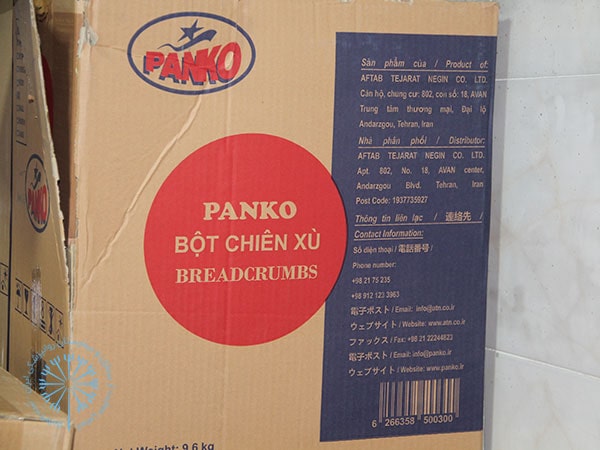 PANKO
PANKO
PANKO
BỘT CHIÊN XÙ
BREADCRUMBS
Sản phẩm của / Product of:
AFTAB TEJARAT NEGIN CO. LTD.
Căn hộ, chung cư: 802, con số: 18, AVAN
Trung tâm thương mại, Đại lộ
Andarzgou, Tehran, Iran
Nhà phân phối / Distributor:
AFTAB TEJARAT NEGIN CO. LTD.
Apt. 802, No. 18, AVAN center,
Andarzgou Blvd. Tehran, Iran
Post Code: 1937735927
Thông tin liên lạc / 連絡先 /
Contact Information:
Số điện thoại / 電話番号 /
Phone number:
+98 21 75 235
+98 912 123 3963
電子ポスト / Email: info@atn.co.ir
ウェブサイト / Website: www.atn.co.ir
ファックス / Fax: +98 21 22244823
電子ポスト / Email: info@panko.ir
ウェブサイト / Website: www.panko.ir
6 266358 500300
Net Weight: 9.6 kg